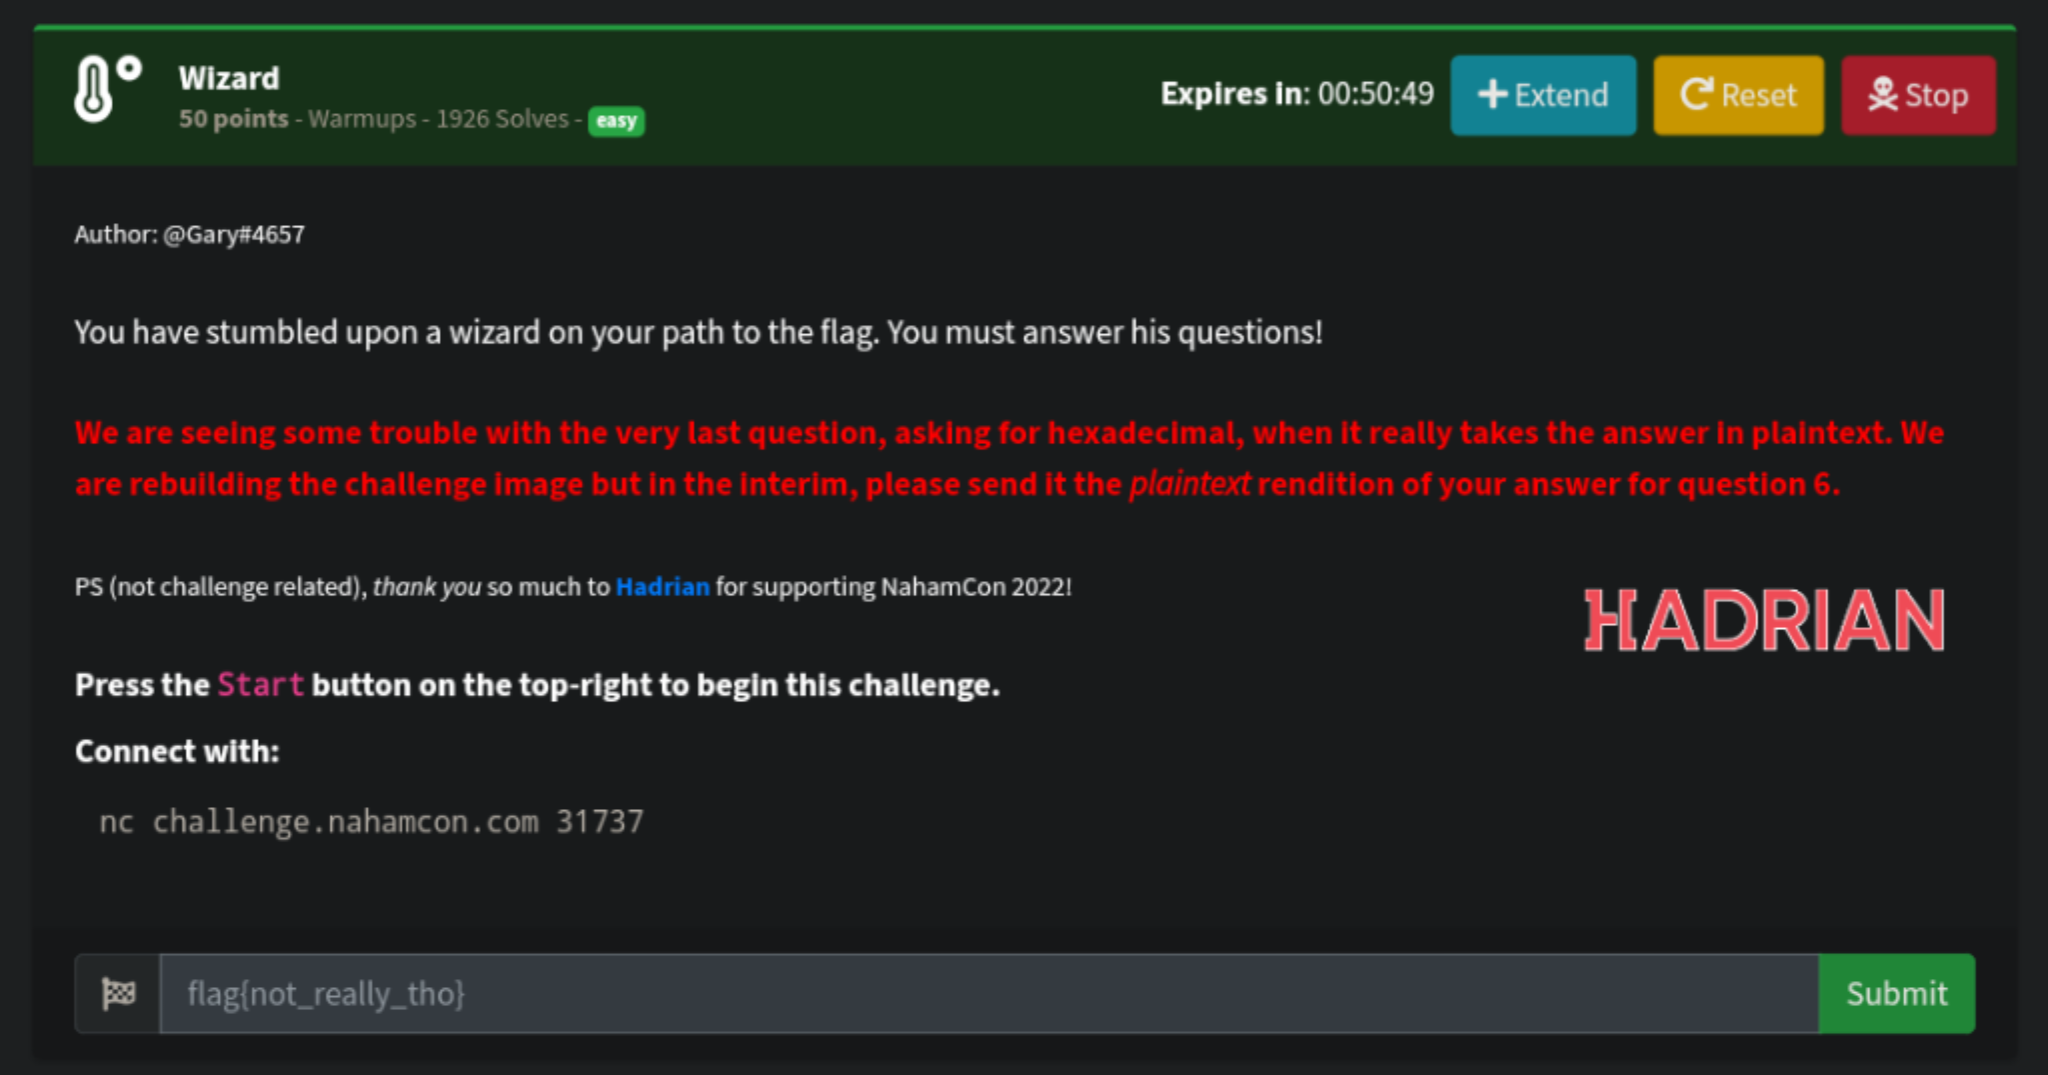 Wizard
50 points - Warmups - 1926 Solves - easy
Expires in: 00:50:49
Extend
Reset
Stop
Author: @Gary#4657
You have stumbled upon a wizard on your path to the flag. You must answer his questions!
We are seeing some trouble with the very last question, asking for hexadecimal, when it really takes the answer in plaintext. We
are rebuilding the challenge image but in the interim, please send it the plaintext rendition of your answer for question 6.
PS (not challenge related), thank you so much to Hadrian for supporting NahamCon 2022!
HADRIAN
Press the Start button on the top-right to begin this challenge.
Connect with:
nc challenge.nahamcon.com 31737
flag{not_really_tho}
Submit